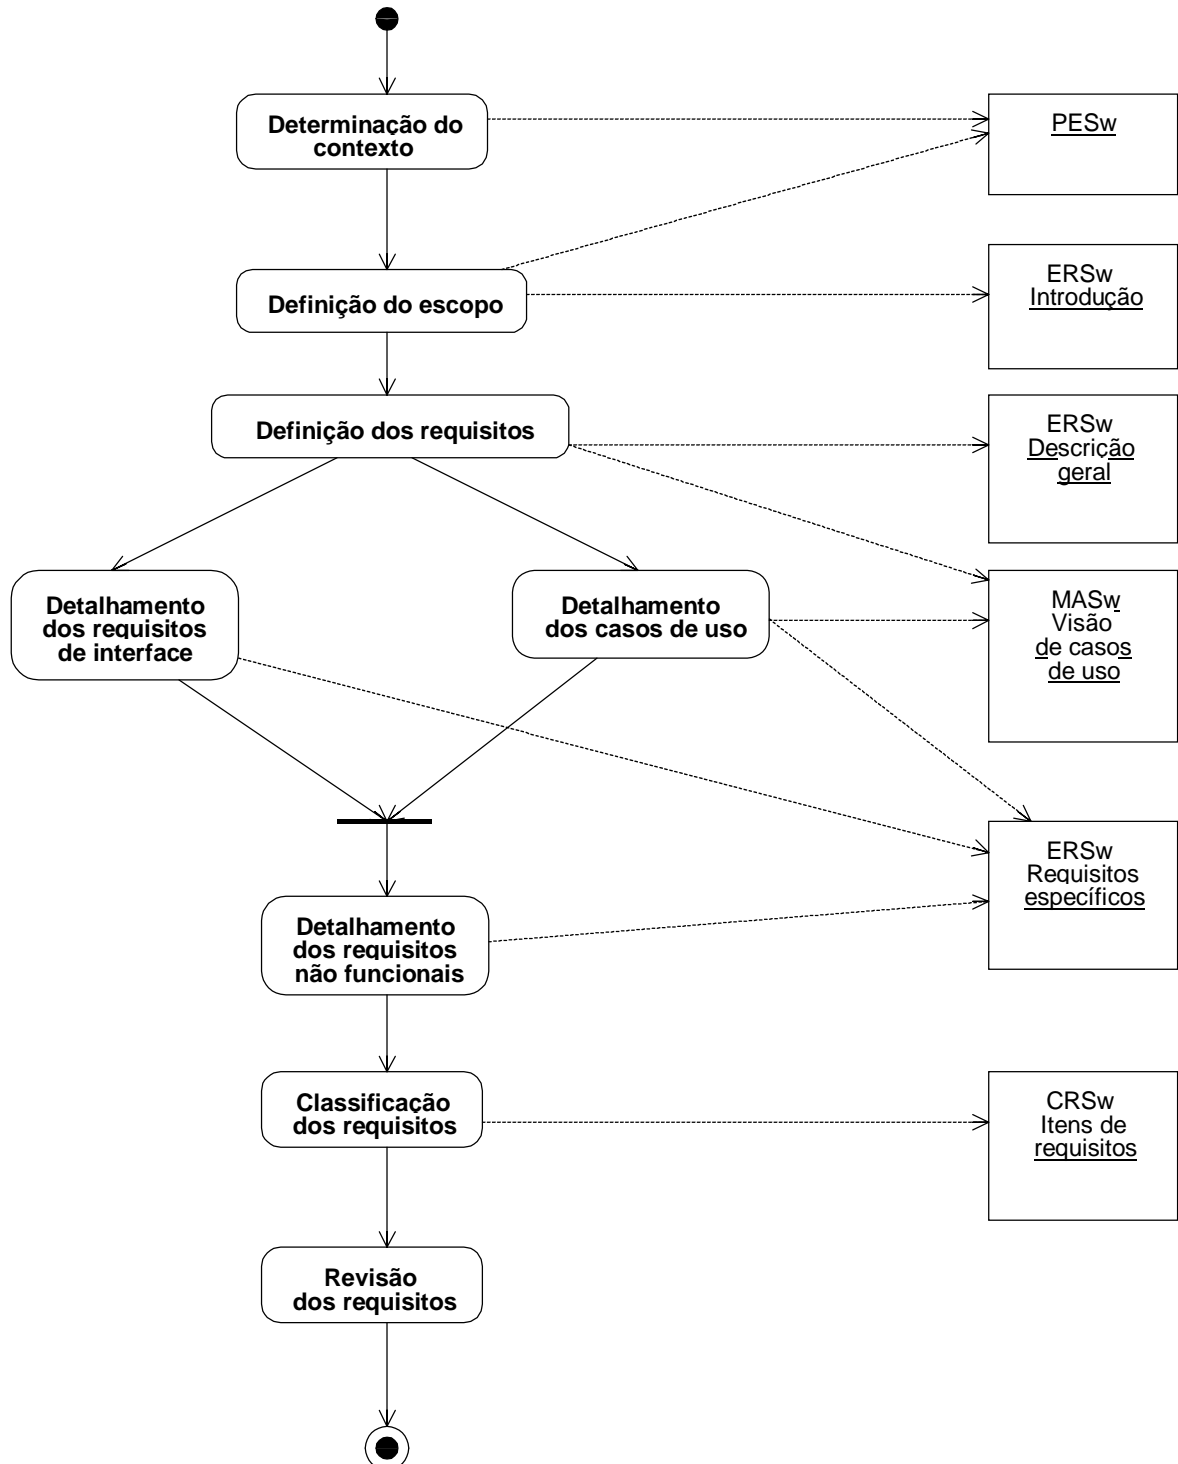 Determinação do
contexto
PESw
Definição do escopo
ERSw
Introdução
Definição dos requisitos
ERSw
Descrição
geral
Detalhamento
dos requisitos
de interface
Detalhamento
dos casos de uso
MASw
Visão
de casos
de uso
ERSw
Requisitos
específicos
Detalhamento
dos requisitos
não funcionais
Classificação
dos requisitos
CRSw
Itens de
requisitos
Revisão
dos requisitos